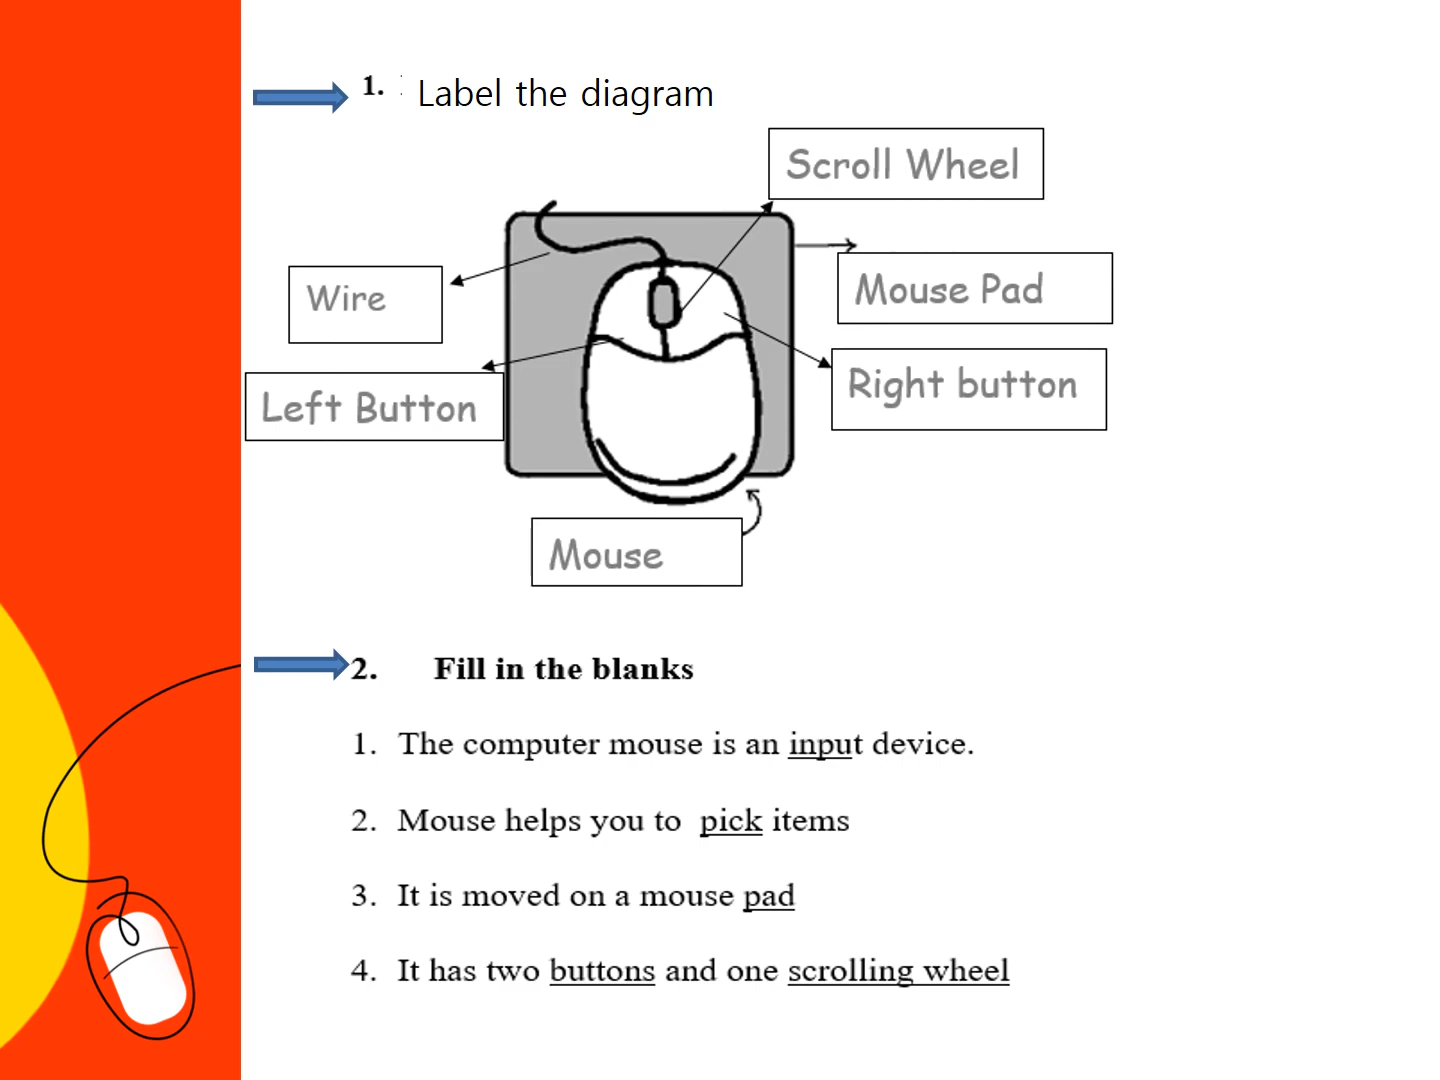 1. Label the diagram
Scroll Wheel
Wire
Mouse Pad
Left Button
Right button
Mouse
2. Fill in the blanks
1. The computer mouse is an input device.
2. Mouse helps you to pick items
3. It is moved on a mouse pad
4. It has two buttons and one scrolling wheel